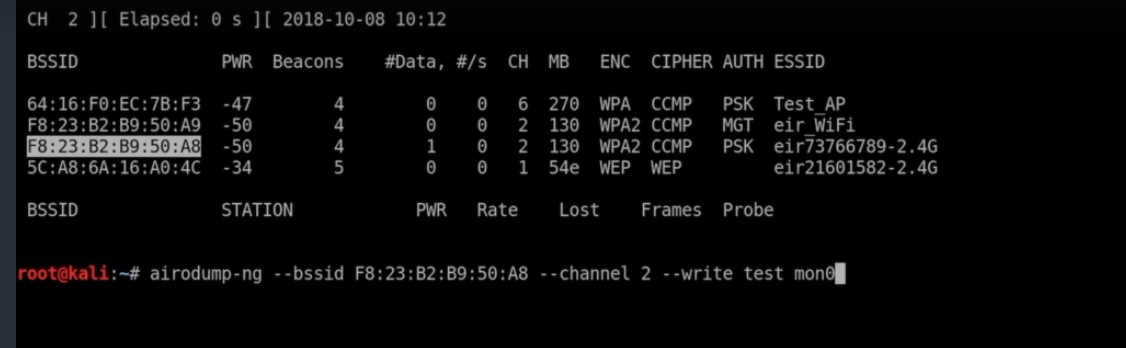 CH 2 ][ Elapsed: 0 s ][ 2018-10-08 10:12
BSSID PWR Beacons #Data, #/s CH MB ENC CIPHER AUTH ESSID
64:16:F0:EC:7B:F3 -47 4 0 0 6 270 WPA CCMP PSK Test_AP
F8:23:B2:B9:50:A9 -50 4 0 0 2 130 WPA2 CCMP MGT eir_WiFi
F8:23:B2:B9:50:A8 -50 4 1 0 2 130 WPA2 CCMP PSK eir73766789-2.4G
5C:A8:6A:16:A0:4C -34 5 0 0 1 54e WEP WEP eir21601582-2.4G
BSSID STATION PWR Rate Lost Frames Probe
root@kali:~# airodump-ng --bssid F8:23:B2:B9:50:A8 --channel 2 --write test mon0